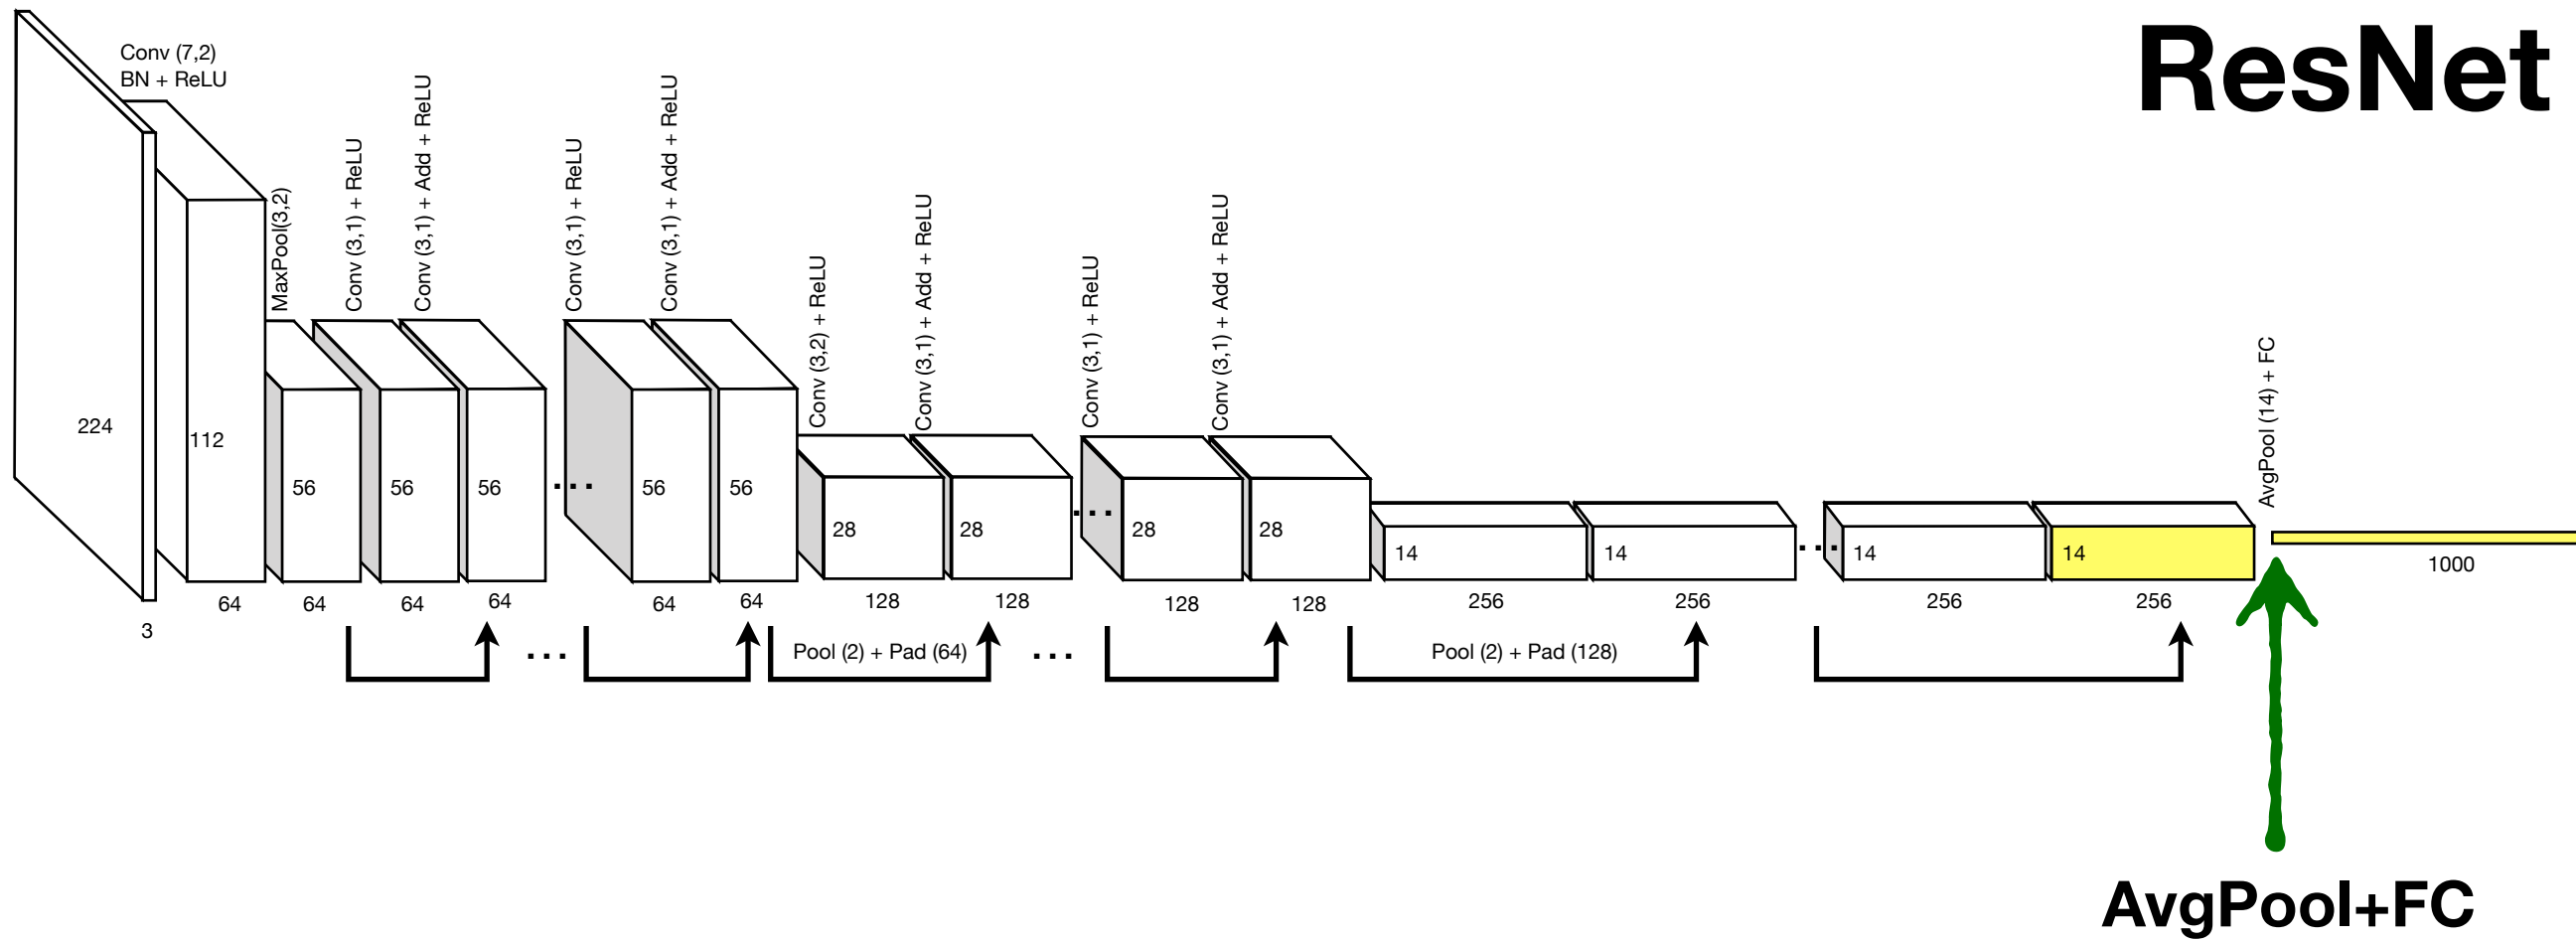 ResNet
Conv (7,2)
BN + ReLU
MaxPool(3,2)
Conv (3,1) + ReLU
Conv (3,1) + Add + ReLU
Conv (3,1) + ReLU
Conv (3,1) + Add + ReLU
Conv (3,2) + ReLU
Conv (3,1) + Add + ReLU
Conv (3,1) + ReLU
Conv (3,1) + Add + ReLU
AvgPool (14) + FC
224
112
56
56
56
...
56
56
28
28
...
28
28
14
14
...
14
14
1000
3
64
64
64
64
64
64
128
128
128
128
256
256
256
256
...
Pool (2) + Pad (64)
...
Pool (2) + Pad (128)
AvgPool+FC